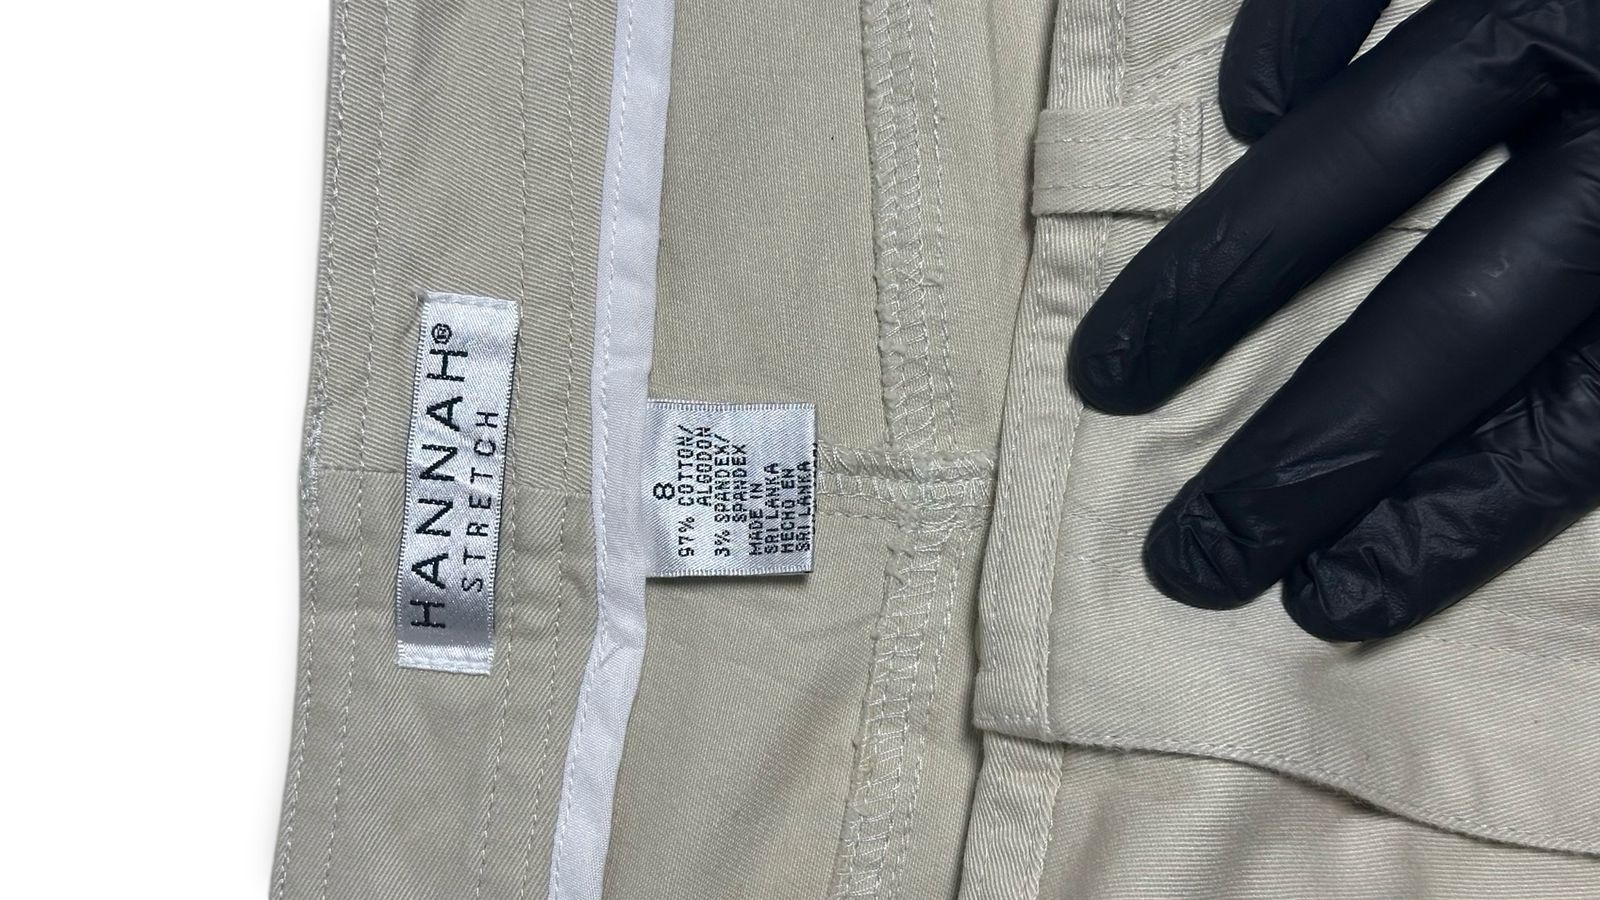 HANNAH®
STRETCH
8
97% COTTON/
ALGODON
3% SPANDEX/
SPANDEX
MADE IN
SRI LANKA
HECHO EN
SRI LANKA